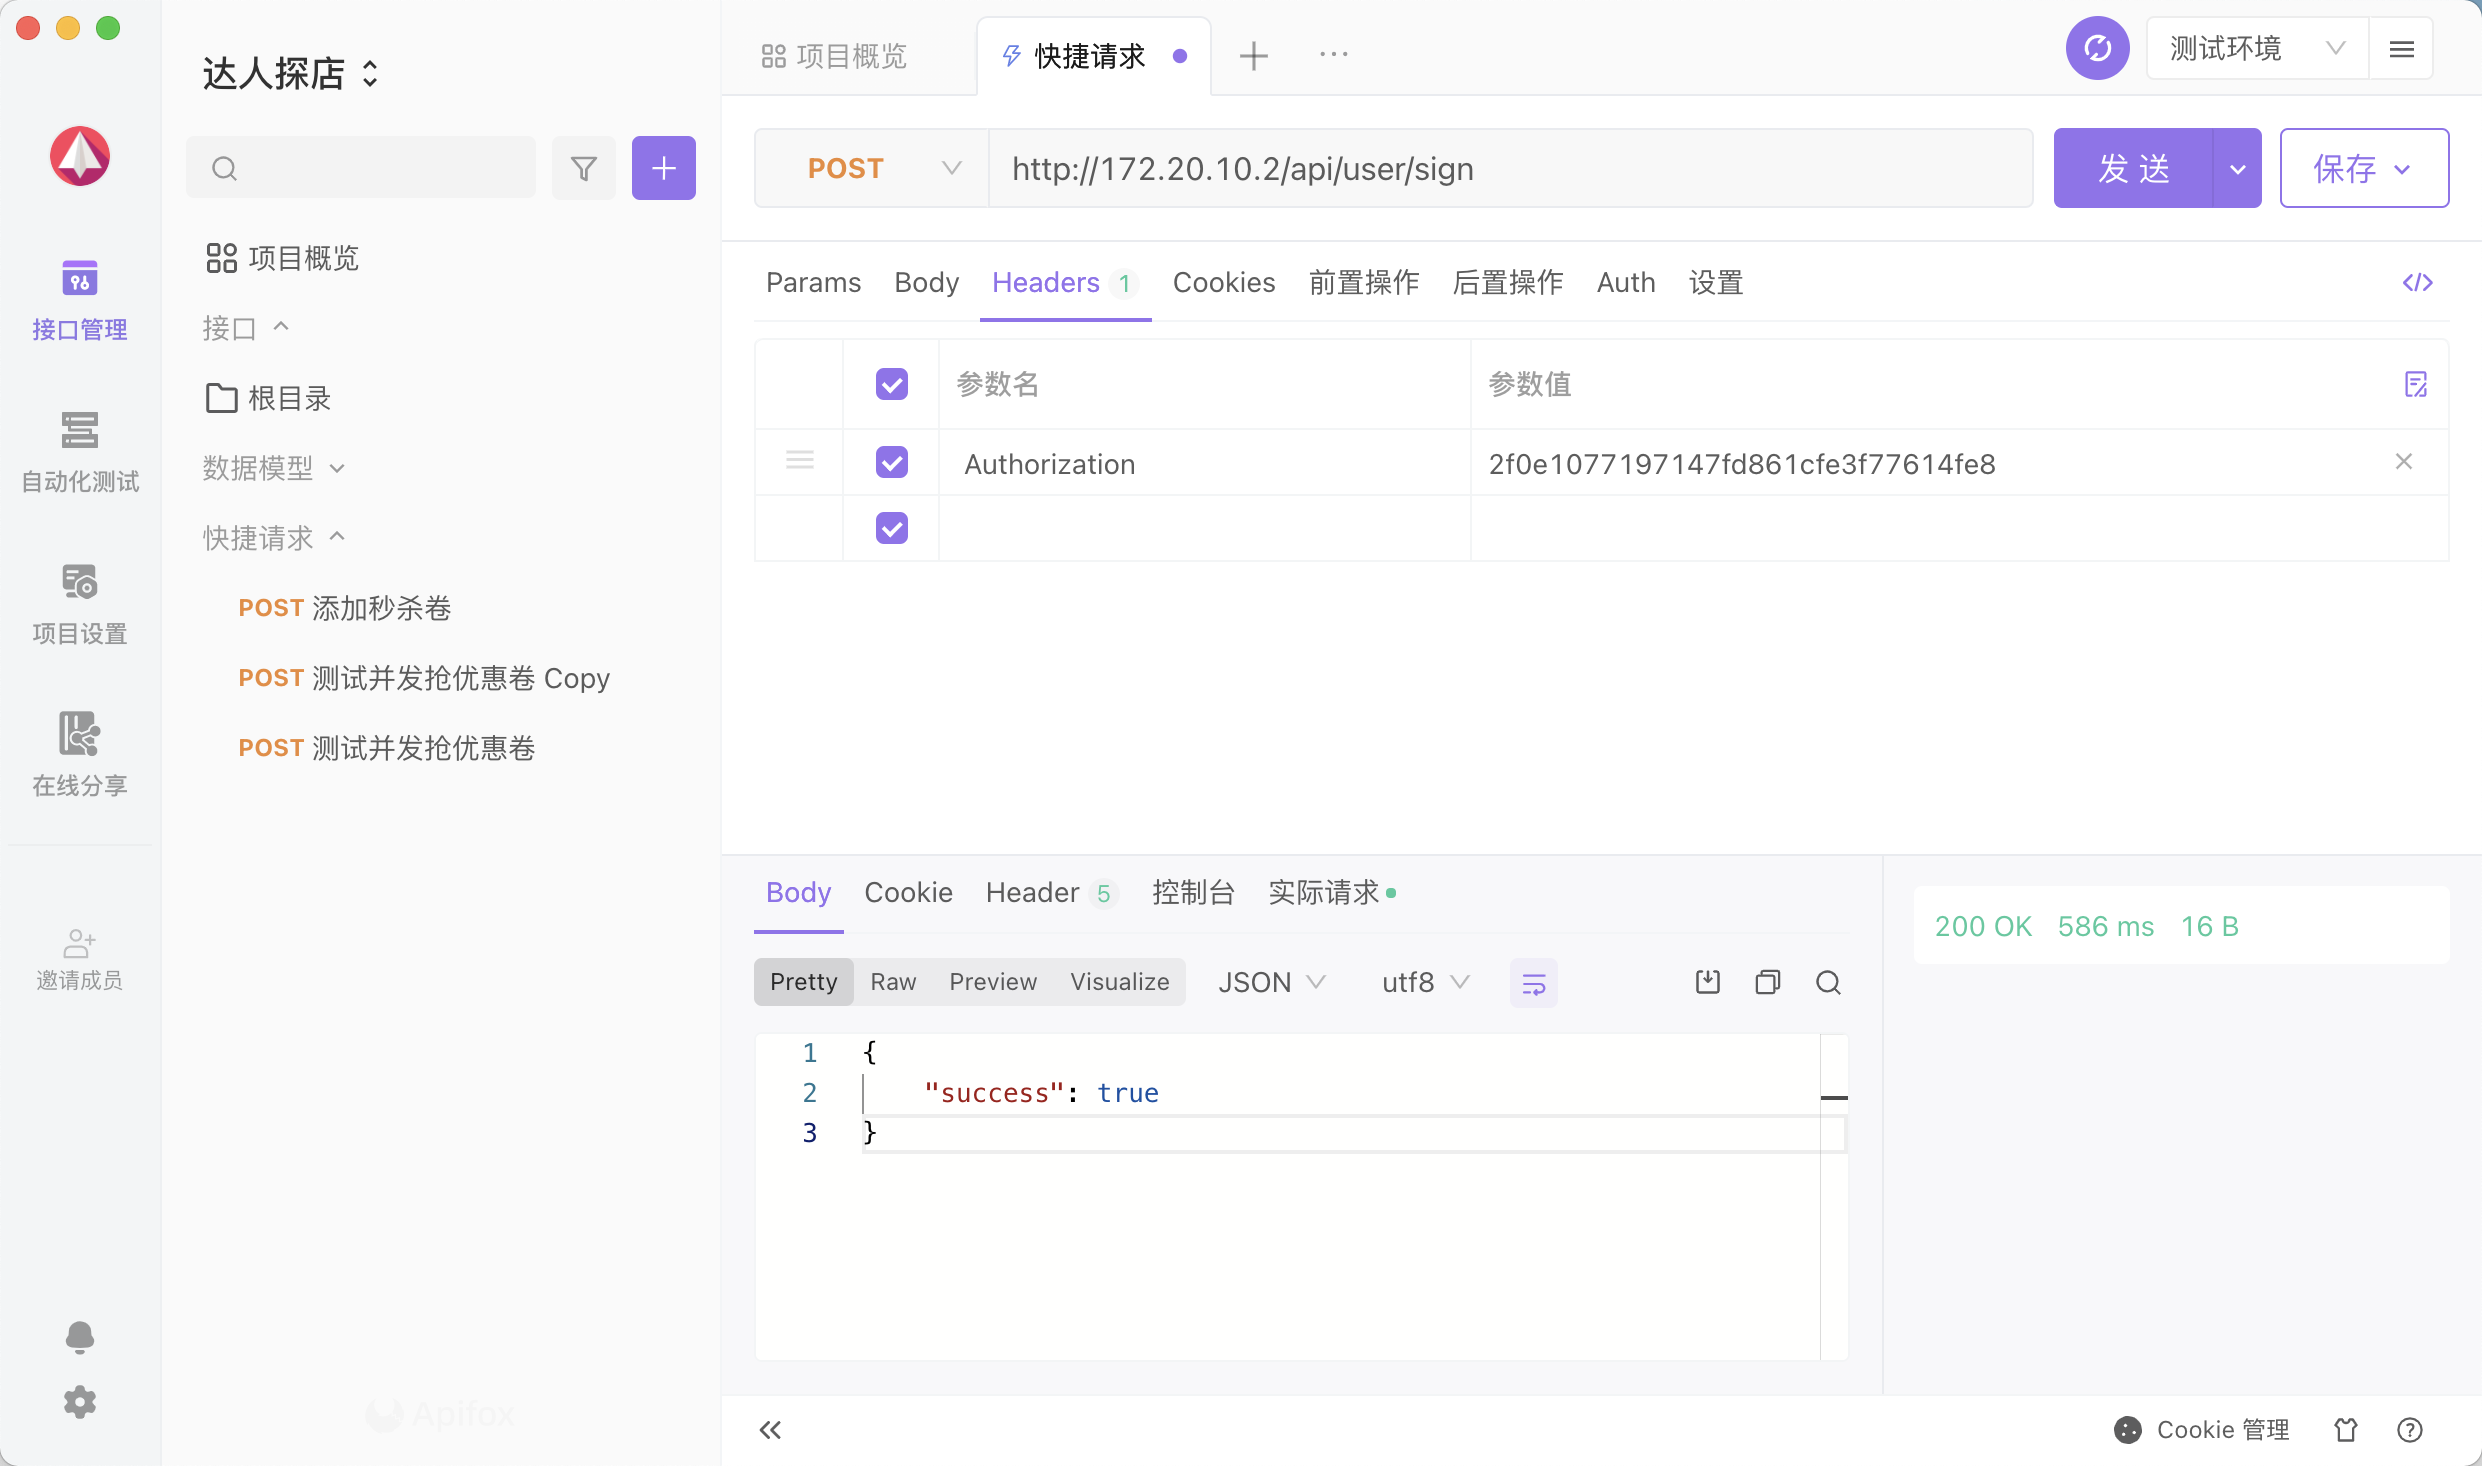 达人探店
项目概览
接口
根目录
数据模型
快捷请求
POST 添加秒杀卷
POST 测试并发抢优惠卷 Copy
POST 测试并发抢优惠卷
接口管理
自动化测试
项目设置
在线分享
邀请成员
Apifox
项目概览
快捷请求
测试环境
POST
http://172.20.10.2/api/user/sign
发 送
保存
Params Body Headers 1 Cookies 前置操作 后置操作 Auth 设置
参数名 参数值
Authorization 2f0e1077197147fd861cfe3f77614fe8
Body Cookie Header 5 控制台 实际请求
200 OK 586 ms 16 B
Pretty Raw Preview Visualize JSON utf8
1 {
2 "success": true
3 }
Cookie 管理